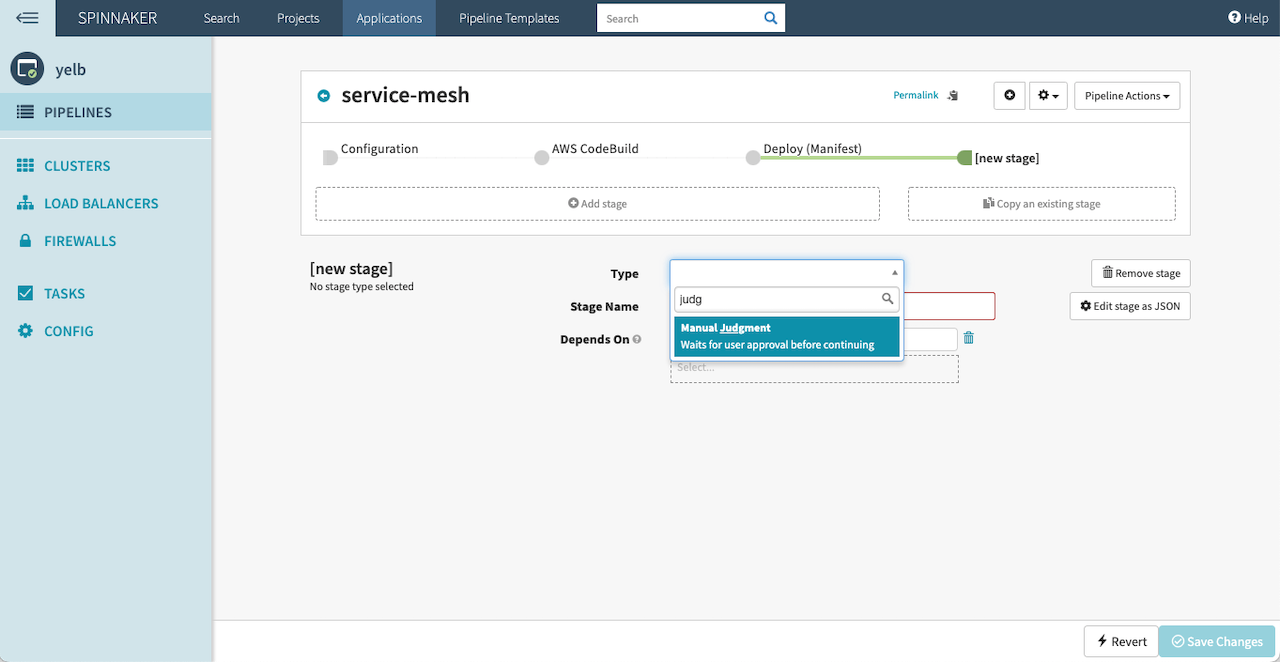 SPINNAKER Search Projects Applications Pipeline Templates Search Help
yelb
PIPELINES
CLUSTERS
LOAD BALANCERS
FIREWALLS
TASKS
CONFIG
service-mesh Permalink Pipeline Actions
Configuration AWS CodeBuild Deploy (Manifest) [new stage]
Add stage Copy an existing stage
[new stage]
No stage type selected
Type
Stage Name
Depends On
judg
Manual Judgment
Waits for user approval before continuing
Select...
Remove stage
Edit stage as JSON
Revert Save Changes